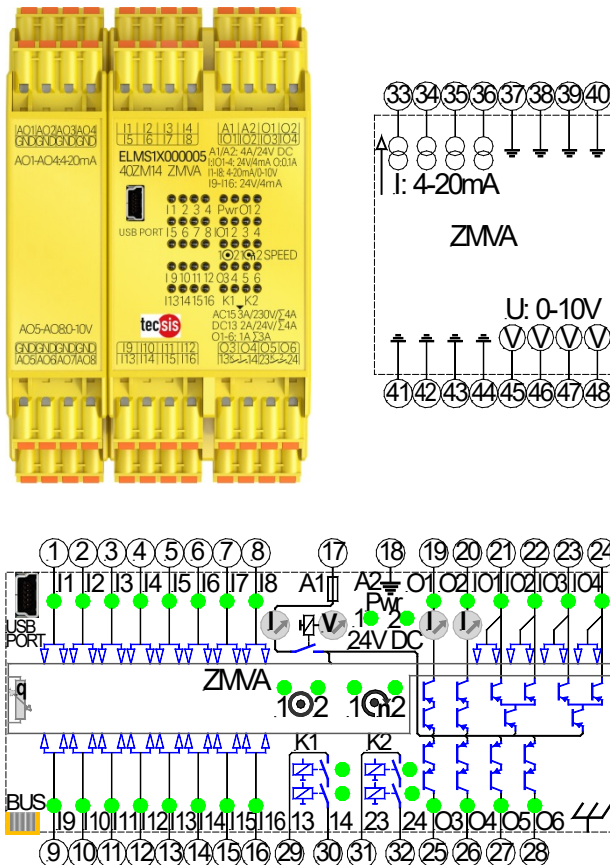 AO1AO2AO3AO4
GNDGNDGNDGND
AO1-AO4:4-20mA
AO5-AO8:0-10V
GNDGNDGNDGND
AO5AO6AO7AO8
I1 I2 I3 I4
I5 I6 I7 I8
A1 A2 O1 O2
IO1 IO2 IO3 IO4
ELMS1X000005
40ZM14 ZMVA
A1/A2: 4A/24V DC
I:IO1-4: 24V/4mA O:0.1A
I1-I8: 4-20mA/0-10V
I9-I16: 24V/4mA
I 1 2 3 4 Pwr O1 2
USB PORT I5 6 7 8 IO1 2 3 4
1 2 1 n 2 SPEED
I 9 10 11 12 O3 4 5 6
I13 14 15 16 K1 K2
tecsis
AC15 3A/230V/∑4A
DC13 2A/24V/∑4A
O1-6: 1A ∑3A
I9 I10 I11 I12
I13 I14 I15 I16
O3 O4 O5 O6
13 14 23 24
33 34 35 36 37 38 39 40
I: 4-20mA
ZMVA
U: 0-10V
V V V V
41 42 43 44 45 46 47 48
1 2 3 4 5 6 7 8 17 18 19 20 21 22 23 24
I1 I2 I3 I4 I5 I6 I7 I8 A1 A2 O1 O2 IO1 IO2 IO3 IO4
USB
PORT
Pwr
1 2
I V I I
24V DC
ZMVA
q
1 2 1 n 2
K1 K2
BUS
I9 I10 I11 I12 I13 I14 I15 I16 13 14 23 24 O3 O4 O5 O6
9 10 11 12 13 14 15 16 29 30 31 32 25 26 27 28